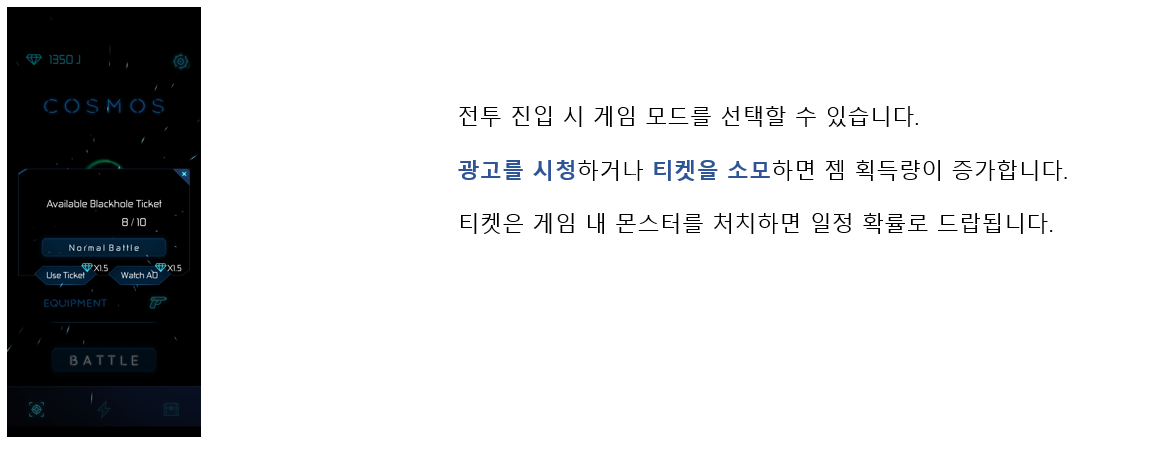 1350 J
COSMOS
Available Blackhole Ticket
8 / 10
Normal Battle
X1.5
X1.5
Use Ticket
Watch AD
EQUIPMENT
BATTLE
전투 진입 시 게임 모드를 선택할 수 있습니다.
광고를 시청하거나 티켓을 소모하면 젬 획득량이 증가합니다.
티켓은 게임 내 몬스터를 처치하면 일정 확률로 드랍됩니다.